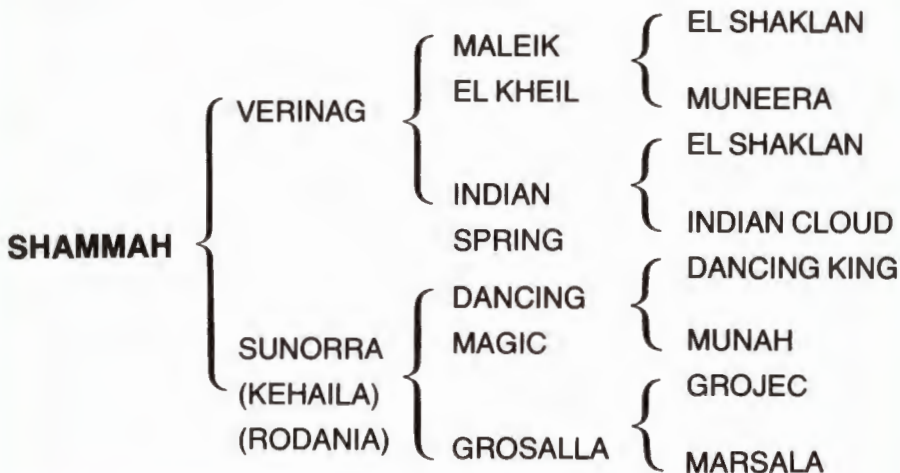 SHAMMAH
VERINAG
SUNORRA
(KEHAILA)
(RODANIA)
MALEIK
EL KHEIL
INDIAN
SPRING
DANCING
MAGIC
GROSALLA
EL SHAKLAN
MUNEERA
EL SHAKLAN
INDIAN CLOUD
DANCING KING
MUNAH
GROJEC
MARSALA